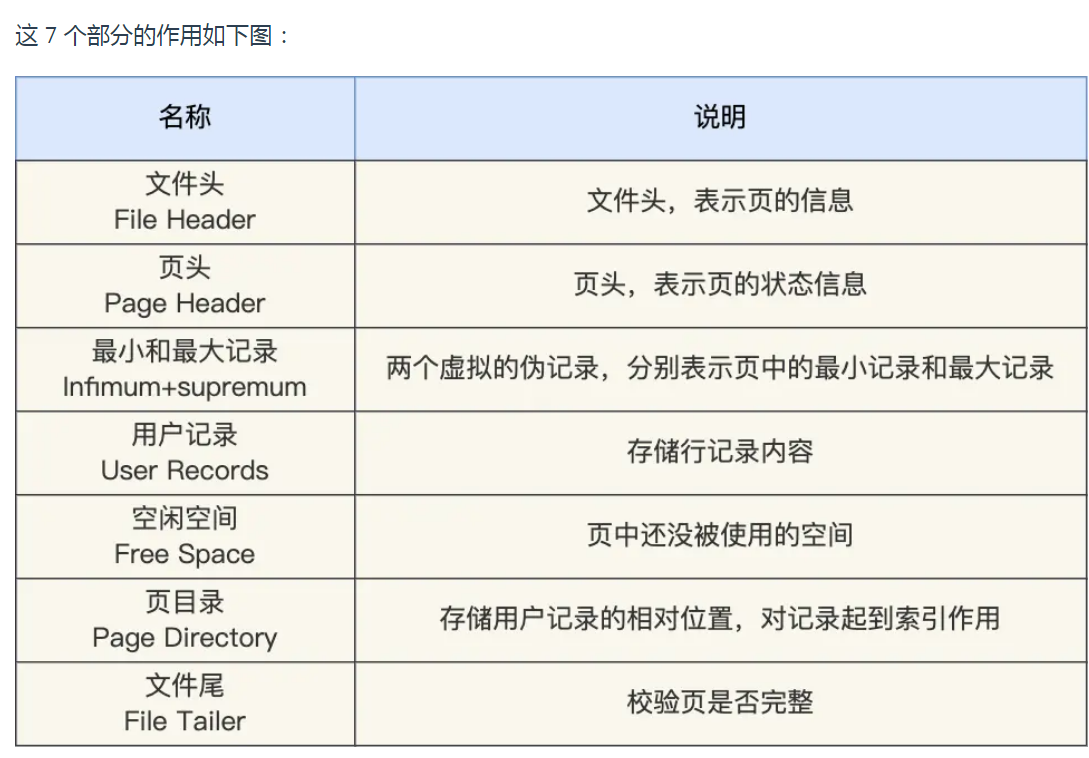 这 7 个部分的作用如下图：
名称
说明
文件头
File Header
文件头，表示页的信息
页头
Page Header
页头，表示页的状态信息
最小和最大记录
Infimum+supremum
两个虚拟的伪记录，分别表示页中的最小记录和最大记录
用户记录
User Records
存储行记录内容
空闲空间
Free Space
页中还没被使用的空间
页目录
Page Directory
存储用户记录的相对位置，对记录起到索引作用
文件尾
File Tailer
校验页是否完整